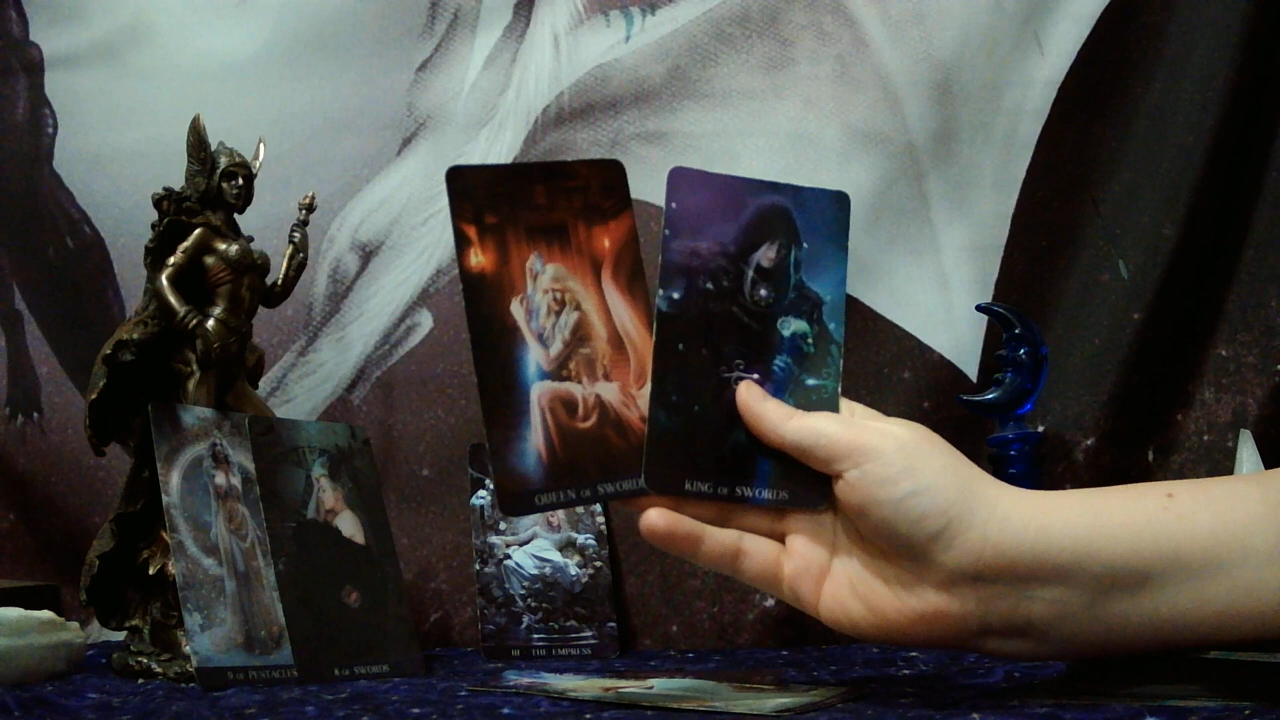 QUEEN OF SWORDS
KING OF SWORDS
III - THE EMPRESS
9 OF PENTACLES
8 OF SWORDS